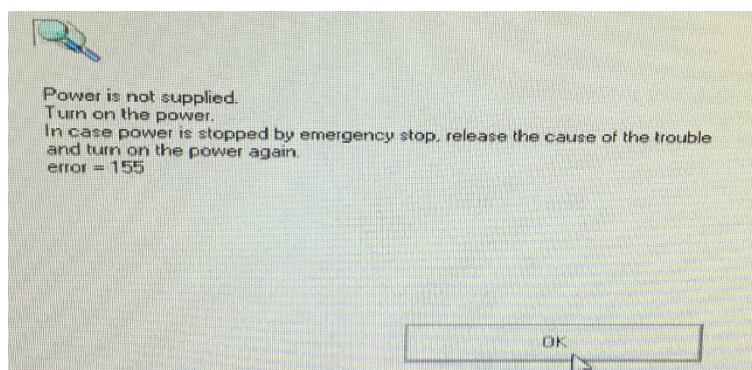 Power is not supplied.
Turn on the power.
In case power is stopped by emergency stop, release the cause of the trouble
and turn on the power again.
error = 155
OK